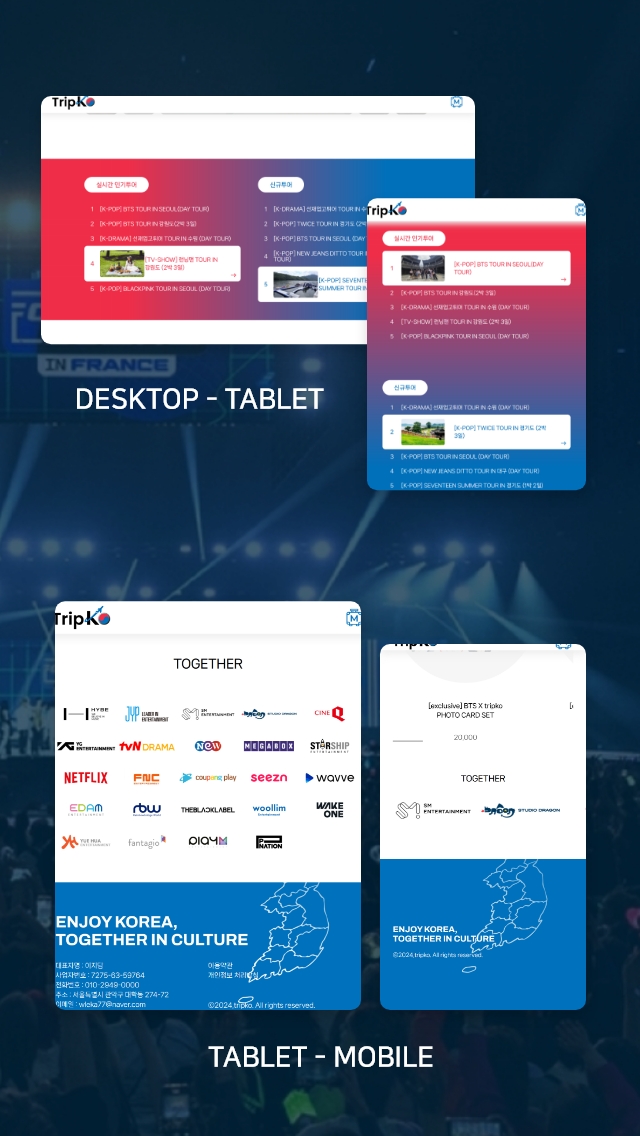 TripKo
M
실시간 인기투어
1 [K-POP] BTS TOUR IN SEOUL(DAY TOUR)
2 [K-POP] BTS TOUR IN 강원도(2박 3일)
3 [K-DRAMA] 선재업고튀어 TOUR IN 수원 (DAY TOUR)
4 [TV-SHOW] 런닝맨 TOUR IN
강원도 (2박 3일)
→
5 [K-POP] BLACKPINK TOUR IN SEOUL (DAY TOUR)
신규투어
1 [K-DRAMA] 선재업고튀어 TOUR IN
2 [K-POP] TWICE TOUR IN 경기도 (2박
3 [K-POP] BTS TOUR IN SEOUL (DAY
4 [K-POP] NEW JEANS DITTO TOUR
TOUR)
5 [K-POP] SEVENTE
SUMMER TOUR IN
IN FRANCE
DESKTOP - TABLET
TripKo
M
실시간 인기투어
1 [K-POP] BTS TOUR IN SEOUL(DAY
TOUR)
→
2 [K-POP] BTS TOUR IN 강원도(2박 3일)
3 [K-DRAMA] 선재업고튀어 TOUR IN 수원 (DAY TOUR)
4 [TV-SHOW] 런닝맨 TOUR IN 강원도 (2박 3일)
5 [K-POP] BLACKPINK TOUR IN SEOUL (DAY TOUR)
신규투어
1 [K-DRAMA] 선재업고튀어 TOUR IN 수원 (DAY TOUR)
2 [K-POP] TWICE TOUR IN 경기도 (2박
3일)
→
3 [K-POP] BTS TOUR IN SEOUL (DAY TOUR)
4 [K-POP] NEW JEANS DITTO TOUR IN 대구 (DAY TOUR)
5 [K-POP] SEVENTEEN SUMMER TOUR IN 경기도 (1박 2일)
TripKo
M
TOGETHER
HYBE
JYP LEADER IN ENTERTAINMENT
SM ENTERTAINMENT
STUDIO DRAGON
CINE Q
YG ENTERTAINMENT
tvN DRAMA
NEW
MEGABOX
STARSHIP
ENTERTAINMENT
NETFLIX
FNC
ENTERTAINMENT
coupang play
seezn
wavve
EDAM
ENTERTAINMENT
rbw
THEBLACKLABEL
woollim
Entertainment
WAKE
ONE
YUE HUA
ENTERTAINMENT
fantagio
PLAYM
P NATION
ENJOY KOREA,
TOGETHER IN CULTURE
대표자명 : 이지담
사업자번호 : 7275-63-59764
전화번호 : 010-2949-0000
주소 : 서울특별시 관악구 대학동 274-72
이메일 : wleka77@naver.com
이용약관
개인정보 처리방침
©2024,tripko. All rights reserved.
TripKo
[exclusive] BTS X tripko
PHOTO CARD SET
20,000
TOGETHER
SM ENTERTAINMENT
STUDIO DRAGON
ENJOY KOREA,
TOGETHER IN CULTURE
©2024,tripko. All rights reserved.
TABLET - MOBILE